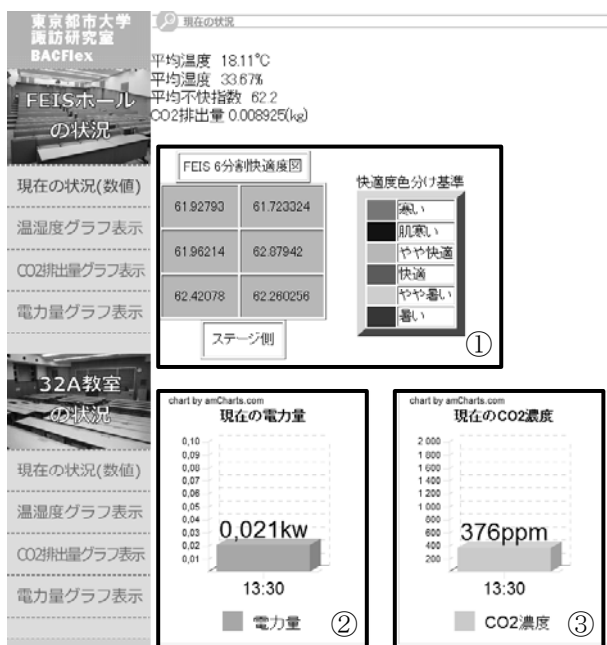 東京都市大学
諏訪研究室
BACFlex
FEISホール
の状況
現在の状況(数値)
温湿度グラフ表示
CO2排出量グラフ表示
電力量グラフ表示
32A教室
の状況
現在の状況(数値)
温湿度グラフ表示
CO2排出量グラフ表示
電力量グラフ表示
現在の状況
平均温度 18.11℃
平均湿度 33.67%
平均不快指数 62.2
CO2排出量 0.008925(kg)
FEIS 6分割快適度図
61.92793 61.723324
61.96214 62.87942
62.42078 62.260256
ステージ側
快適度色分け基準
寒い
肌寒い
やや快適
快適
やや暑い
暑い
①
chart by amCharts.com
現在の電力量
0,10
0,09
0,08
0,07
0,06
0,05
0,04
0,03
0,02
0,01
0,021kw
13:30
電力量
②
chart by amCharts.com
現在のCO2濃度
2 000
1 800
1 600
1 400
1 200
1 000
800
600
400
200
376ppm
13:30
CO2濃度
③